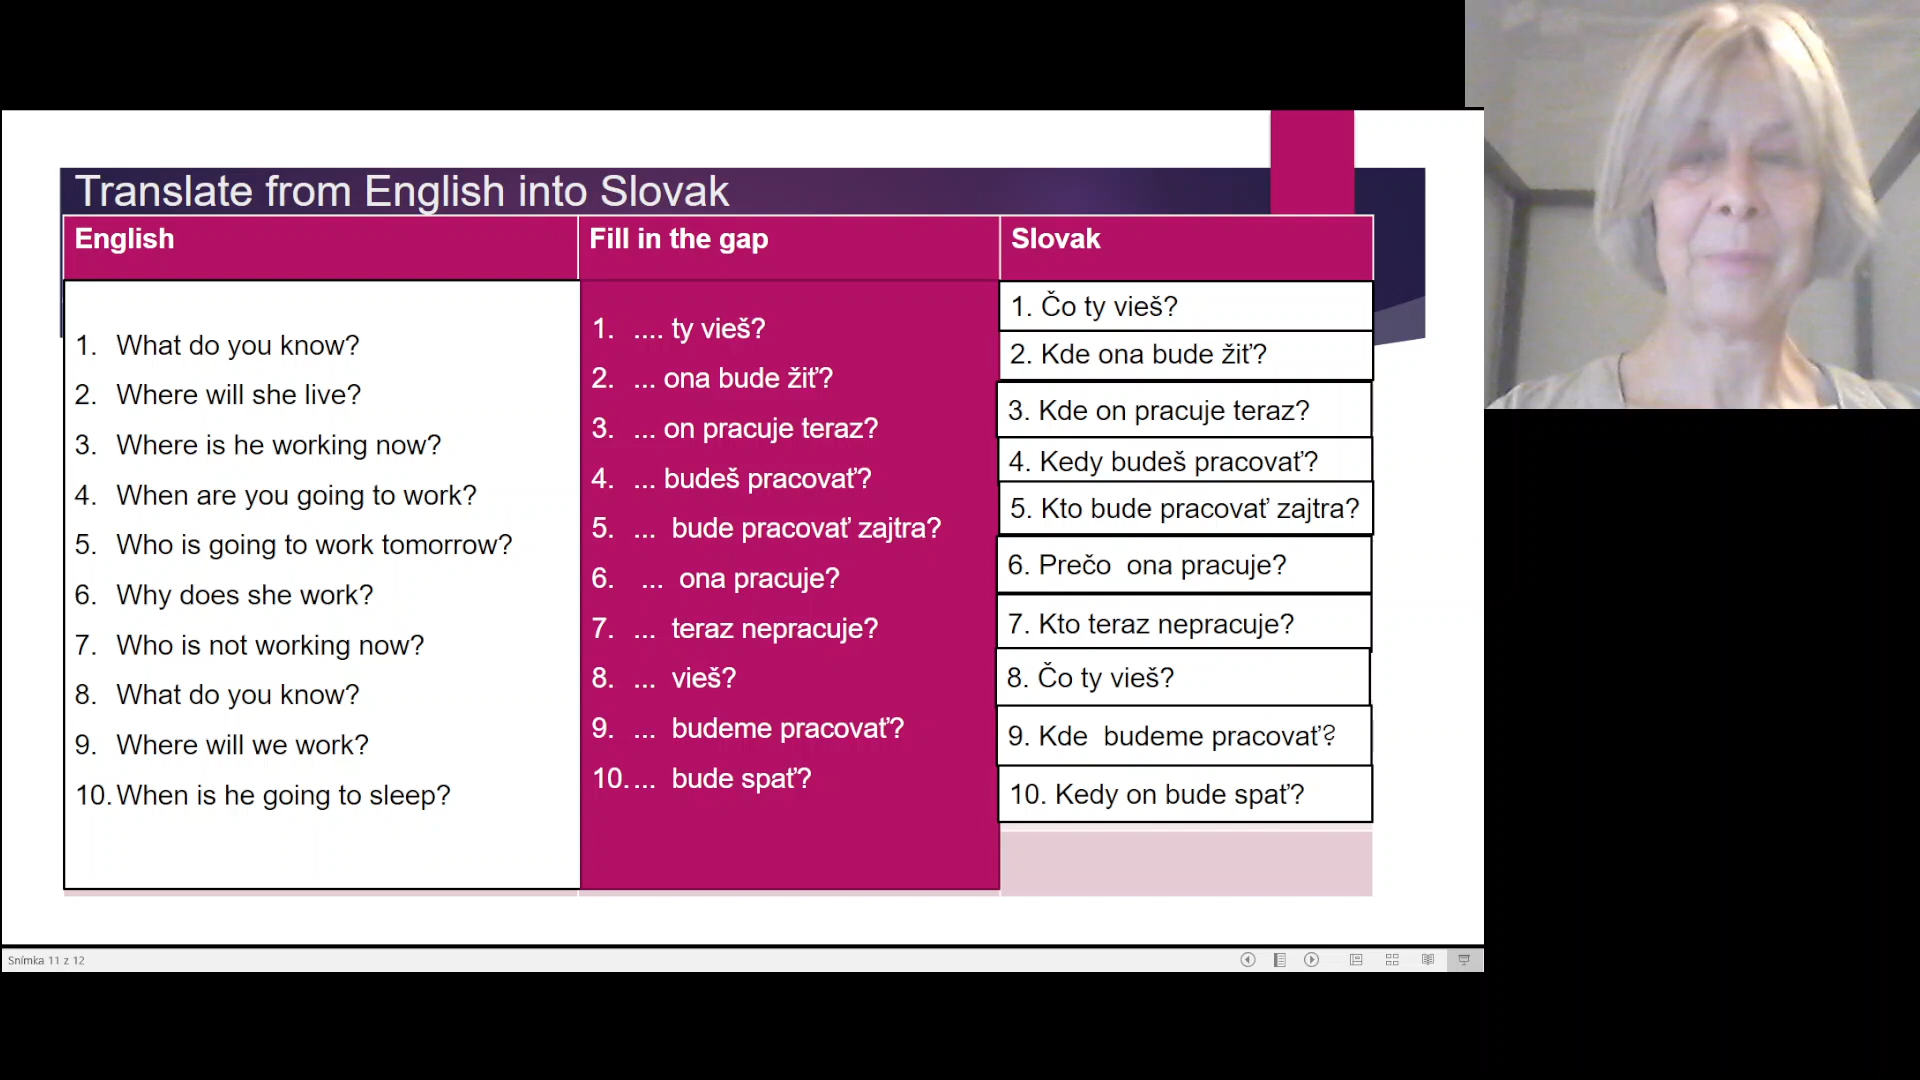 Translate from English into Slovak
English
Fill in the gap
Slovak
1. What do you know?
2. Where will she live?
3. Where is he working now?
4. When are you going to work?
5. Who is going to work tomorrow?
6. Why does she work?
7. Who is not working now?
8. What do you know?
9. Where will we work?
10. When is he going to sleep?
1. .... ty vieš?
2. ... ona bude žiť?
3. ... on pracuje teraz?
4. ... budeš pracovať?
5. ... bude pracovať zajtra?
6. ... ona pracuje?
7. ... teraz nepracuje?
8. ... vieš?
9. ... budeme pracovať?
10. ... bude spať?
1. Čo ty vieš?
2. Kde ona bude žiť?
3. Kde on pracuje teraz?
4. Kedy budeš pracovať?
5. Kto bude pracovať zajtra?
6. Prečo ona pracuje?
7. Kto teraz nepracuje?
8. Čo ty vieš?
9. Kde budeme pracovať?
10. Kedy on bude spať?
Snímka 11 z 12